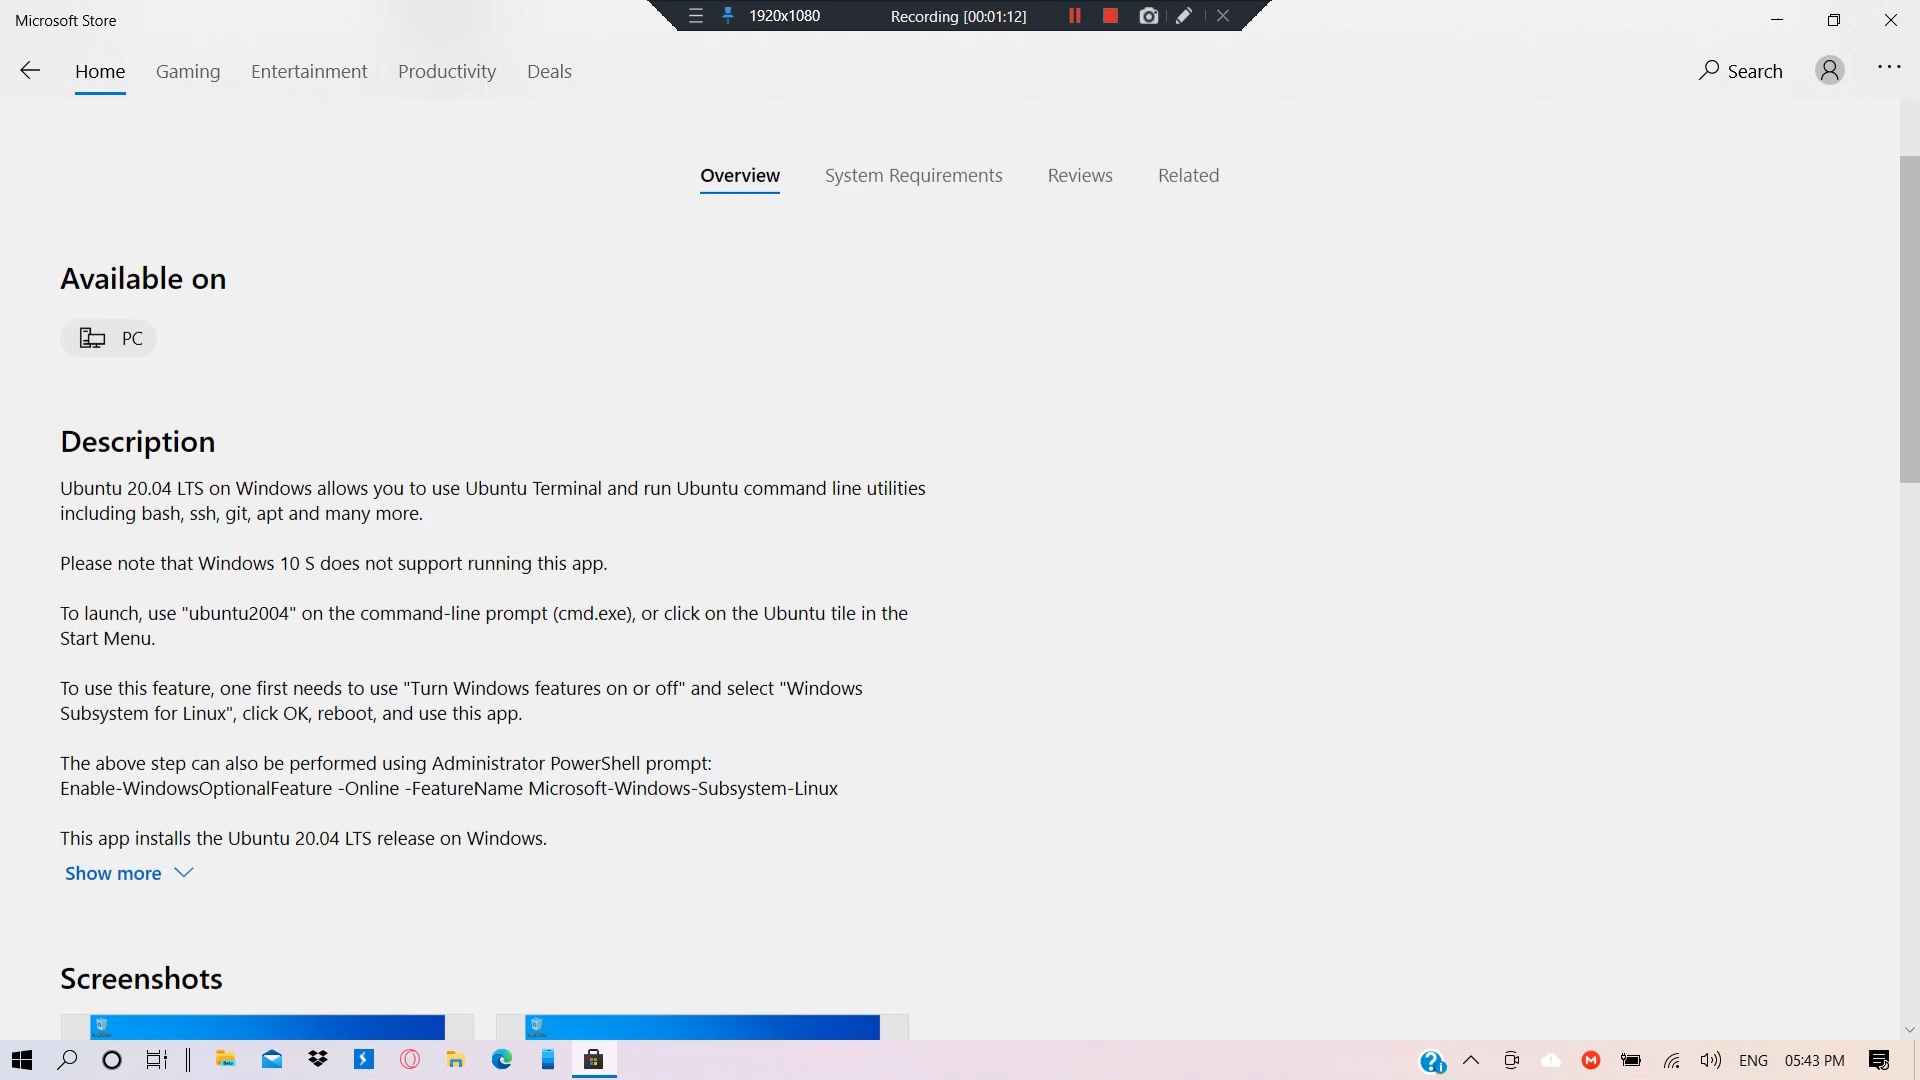 Microsoft Store
1920x1080
Recording [00:01:12]
Home
Gaming
Entertainment
Productivity
Deals
Search
Overview
System Requirements
Reviews
Related
Available on
PC
Description
Ubuntu 20.04 LTS on Windows allows you to use Ubuntu Terminal and run Ubuntu command line utilities
including bash, ssh, git, apt and many more.
Please note that Windows 10 S does not support running this app.
To launch, use "ubuntu2004" on the command-line prompt (cmd.exe), or click on the Ubuntu tile in the
Start Menu.
To use this feature, one first needs to use "Turn Windows features on or off" and select "Windows
Subsystem for Linux", click OK, reboot, and use this app.
The above step can also be performed using Administrator PowerShell prompt:
Enable-WindowsOptionalFeature -Online -FeatureName Microsoft-Windows-Subsystem-Linux
This app installs the Ubuntu 20.04 LTS release on Windows.
Show more
Screenshots
ENG
05:43 PM